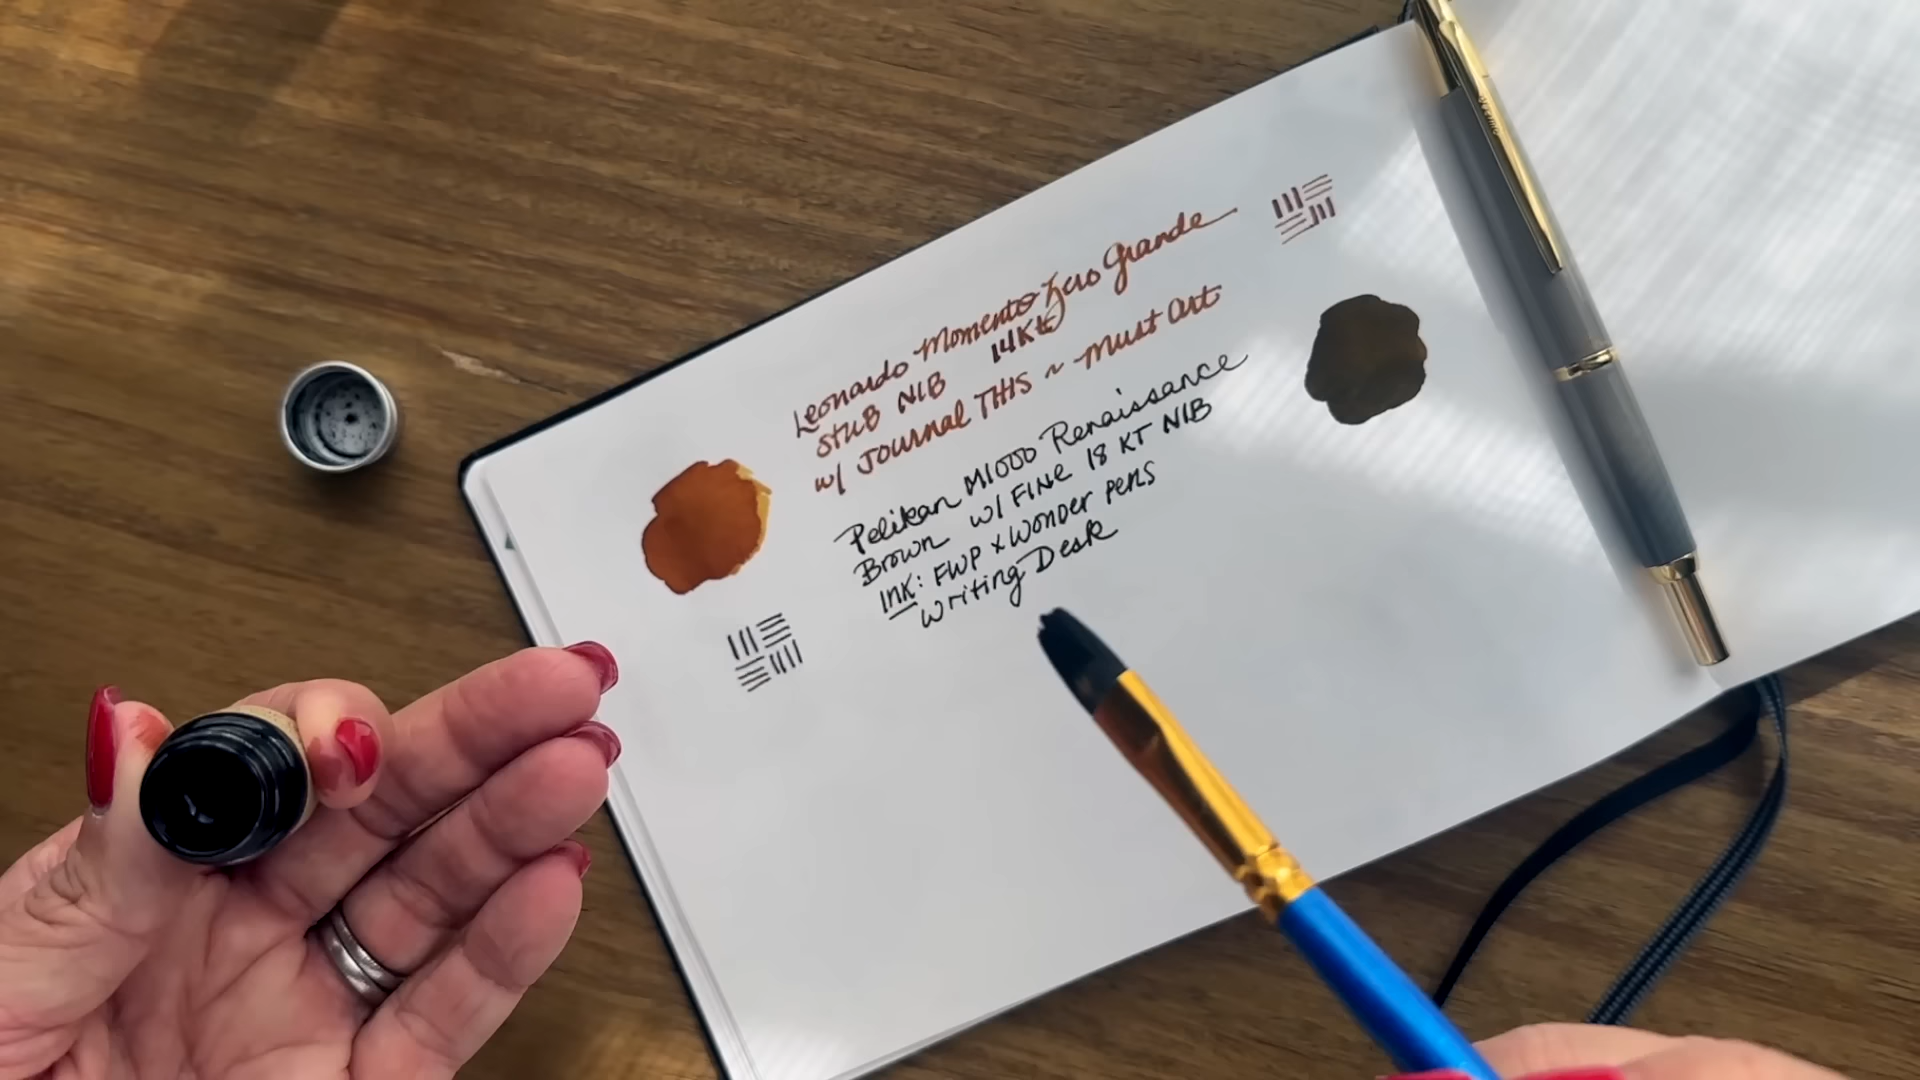 Leonardo Momento Zero Grande
STUB NIB 14Kt
w/ JOURNAL THIS ~ Must Art
Pelikan M1000 Renaissance
Brown w/ FINE 18 KT NIB
INK: FWP x WONDER PENS
Writing Desk